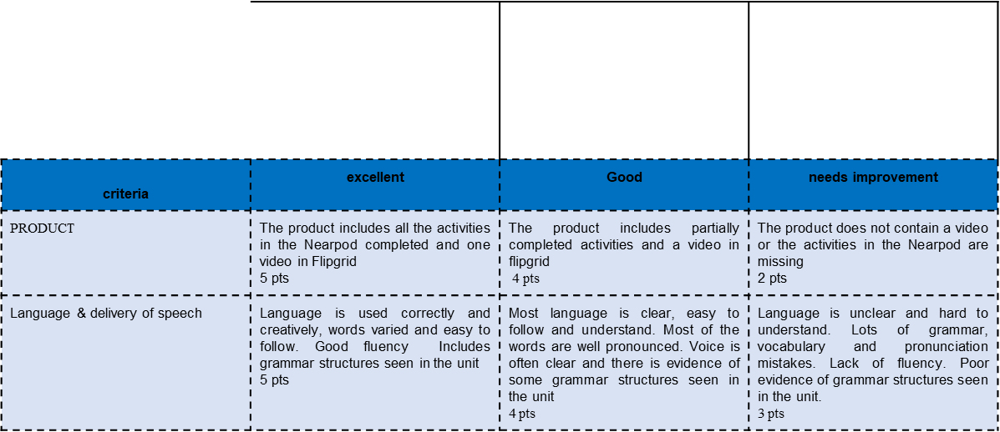 criteria
excellent
Good
needs improvement
PRODUCT
The product includes all the activities
in the Nearpod completed and one
video in Flipgrid
5 pts
The product includes partially
completed activities and a video in
flipgrid
4 pts
The product does not contain a video
or the activities in the Nearpod are
missing
2 pts
Language & delivery of speech
Language is used correctly and
creatively, words varied and easy to
follow. Good fluency Includes
grammar structures seen in the unit
5 pts
Most language is clear, easy to
follow and understand. Most of the
words are well pronounced. Voice is
often clear and there is evidence of
some grammar structures seen in
the unit
4 pts
Language is unclear and hard to
understand. Lots of grammar,
vocabulary and pronunciation
mistakes. Lack of fluency. Poor
evidence of grammar structures seen
in the unit.
3 pts